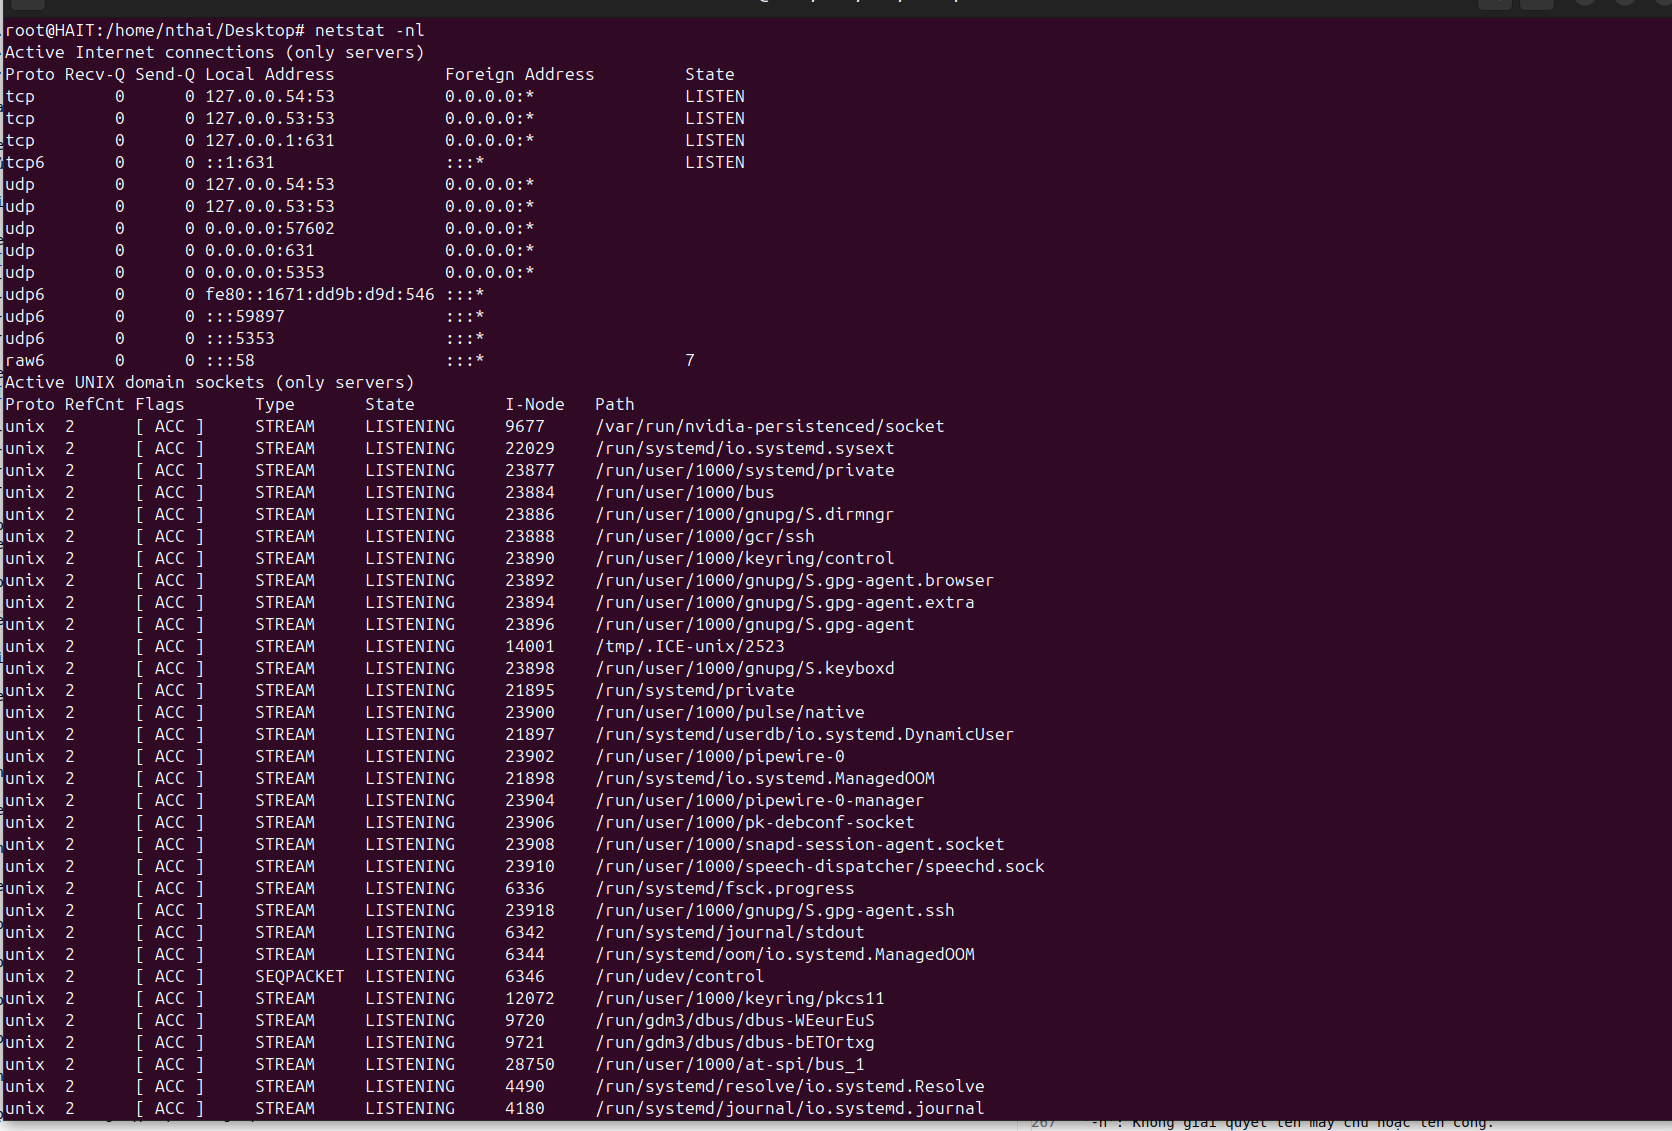 root@HAIT:/home/nthai/Desktop# netstat -nl
Active Internet connections (only servers)
Proto Recv-Q Send-Q Local Address           Foreign Address         State
tcp        0      0 127.0.0.54:53           0.0.0.0:*               LISTEN
tcp        0      0 127.0.0.53:53           0.0.0.0:*               LISTEN
tcp        0      0 127.0.0.1:631           0.0.0.0:*               LISTEN
tcp6       0      0 ::1:631                 :::*                    LISTEN
udp        0      0 127.0.0.54:53           0.0.0.0:*
udp        0      0 127.0.0.53:53           0.0.0.0:*
udp        0      0 0.0.0.0:57602           0.0.0.0:*
udp        0      0 0.0.0.0:631             0.0.0.0:*
udp        0      0 0.0.0.0:5353            0.0.0.0:*
udp6       0      0 fe80::1671:dd9b:d9d:546 :::*
udp6       0      0 :::59897                :::*
udp6       0      0 :::5353                 :::*
raw6       0      0 :::58                   :::*                    7
Active UNIX domain sockets (only servers)
Proto RefCnt Flags       Type       State         I-Node   Path
unix  2      [ ACC ]     STREAM     LISTENING     9677     /var/run/nvidia-persistenced/socket
unix  2      [ ACC ]     STREAM     LISTENING     22029    /run/systemd/io.systemd.sysext
unix  2      [ ACC ]     STREAM     LISTENING     23877    /run/user/1000/systemd/private
unix  2      [ ACC ]     STREAM     LISTENING     23884    /run/user/1000/bus
unix  2      [ ACC ]     STREAM     LISTENING     23886    /run/user/1000/gnupg/S.dirmngr
unix  2      [ ACC ]     STREAM     LISTENING     23888    /run/user/1000/gcr/ssh
unix  2      [ ACC ]     STREAM     LISTENING     23890    /run/user/1000/keyring/control
unix  2      [ ACC ]     STREAM     LISTENING     23892    /run/user/1000/gnupg/S.gpg-agent.browser
unix  2      [ ACC ]     STREAM     LISTENING     23894    /run/user/1000/gnupg/S.gpg-agent.extra
unix  2      [ ACC ]     STREAM     LISTENING     23896    /run/user/1000/gnupg/S.gpg-agent
unix  2      [ ACC ]     STREAM     LISTENING     14001    /tmp/.ICE-unix/2523
unix  2      [ ACC ]     STREAM     LISTENING     23898    /run/user/1000/gnupg/S.keyboxd
unix  2      [ ACC ]     STREAM     LISTENING     21895    /run/systemd/private
unix  2      [ ACC ]     STREAM     LISTENING     23900    /run/user/1000/pulse/native
unix  2      [ ACC ]     STREAM     LISTENING     21897    /run/systemd/userdb/io.systemd.DynamicUser
unix  2      [ ACC ]     STREAM     LISTENING     23902    /run/user/1000/pipewire-0
unix  2      [ ACC ]     STREAM     LISTENING     21898    /run/systemd/io.systemd.ManagedOOM
unix  2      [ ACC ]     STREAM     LISTENING     23904    /run/user/1000/pipewire-0-manager
unix  2      [ ACC ]     STREAM     LISTENING     23906    /run/user/1000/pk-debconf-socket
unix  2      [ ACC ]     STREAM     LISTENING     23908    /run/user/1000/snapd-session-agent.socket
unix  2      [ ACC ]     STREAM     LISTENING     23910    /run/user/1000/speech-dispatcher/speechd.sock
unix  2      [ ACC ]     STREAM     LISTENING     6336     /run/systemd/fsck.progress
unix  2      [ ACC ]     STREAM     LISTENING     23918    /run/user/1000/gnupg/S.gpg-agent.ssh
unix  2      [ ACC ]     STREAM     LISTENING     6342     /run/systemd/journal/stdout
unix  2      [ ACC ]     STREAM     LISTENING     6344     /run/systemd/oom/io.systemd.ManagedOOM
unix  2      [ ACC ]     SEQPACKET  LISTENING     6346     /run/udev/control
unix  2      [ ACC ]     STREAM     LISTENING     12072    /run/user/1000/keyring/pkcs11
unix  2      [ ACC ]     STREAM     LISTENING     9720     /run/gdm3/dbus/dbus-WEeurEuS
unix  2      [ ACC ]     STREAM     LISTENING     9721     /run/gdm3/dbus/dbus-bETOrtxg
unix  2      [ ACC ]     STREAM     LISTENING     28750    /run/user/1000/at-spi/bus_1
unix  2      [ ACC ]     STREAM     LISTENING     4490     /run/systemd/resolve/io.systemd.Resolve
unix  2      [ ACC ]     STREAM     LISTENING     4180     /run/systemd/journal/io.systemd.journal
267 -n : Không giải quyết tên máy chủ hoặc tên cổng.